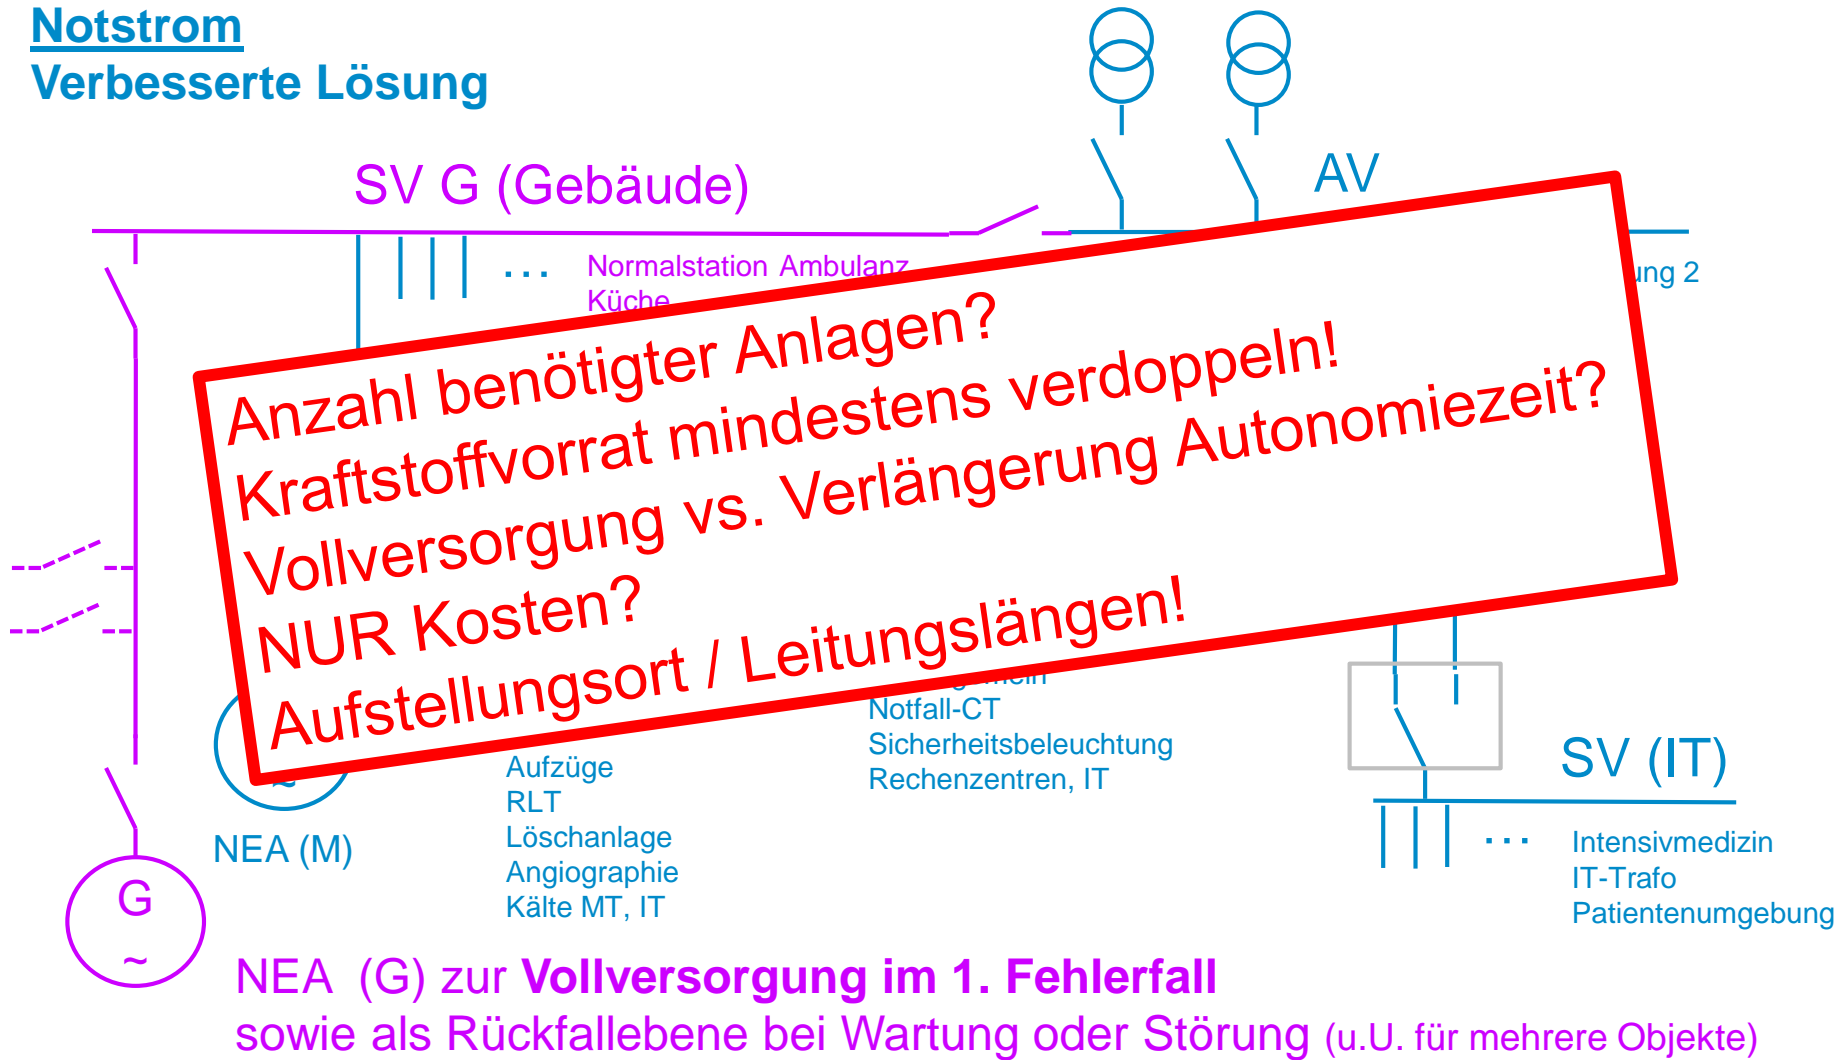 Notstrom
Verbesserte Lösung
SV G (Gebäude)
AV
... Normalstation Ambulanz
Küche
2
Anzahl benötigter Anlagen?
Kraftstoffvorrat mindestens verdoppeln!
Vollversorgung vs. Verlängerung Autonomiezeit?
NUR Kosten?
Aufstellungsort / Leitungslängen!
~
NEA (M)
Aufzüge
RLT
Löschanlage
Angiographie
Kälte MT, IT
Notfall-CT
Sicherheitsbeleuchtung
Rechenzentren, IT
SV (IT)
... Intensivmedizin
IT-Trafo
Patientenumgebung
G
~
NEA (G) zur Vollversorgung im 1. Fehlerfall
sowie als Rückfallebene bei Wartung oder Störung (u.U. für mehrere Objekte)